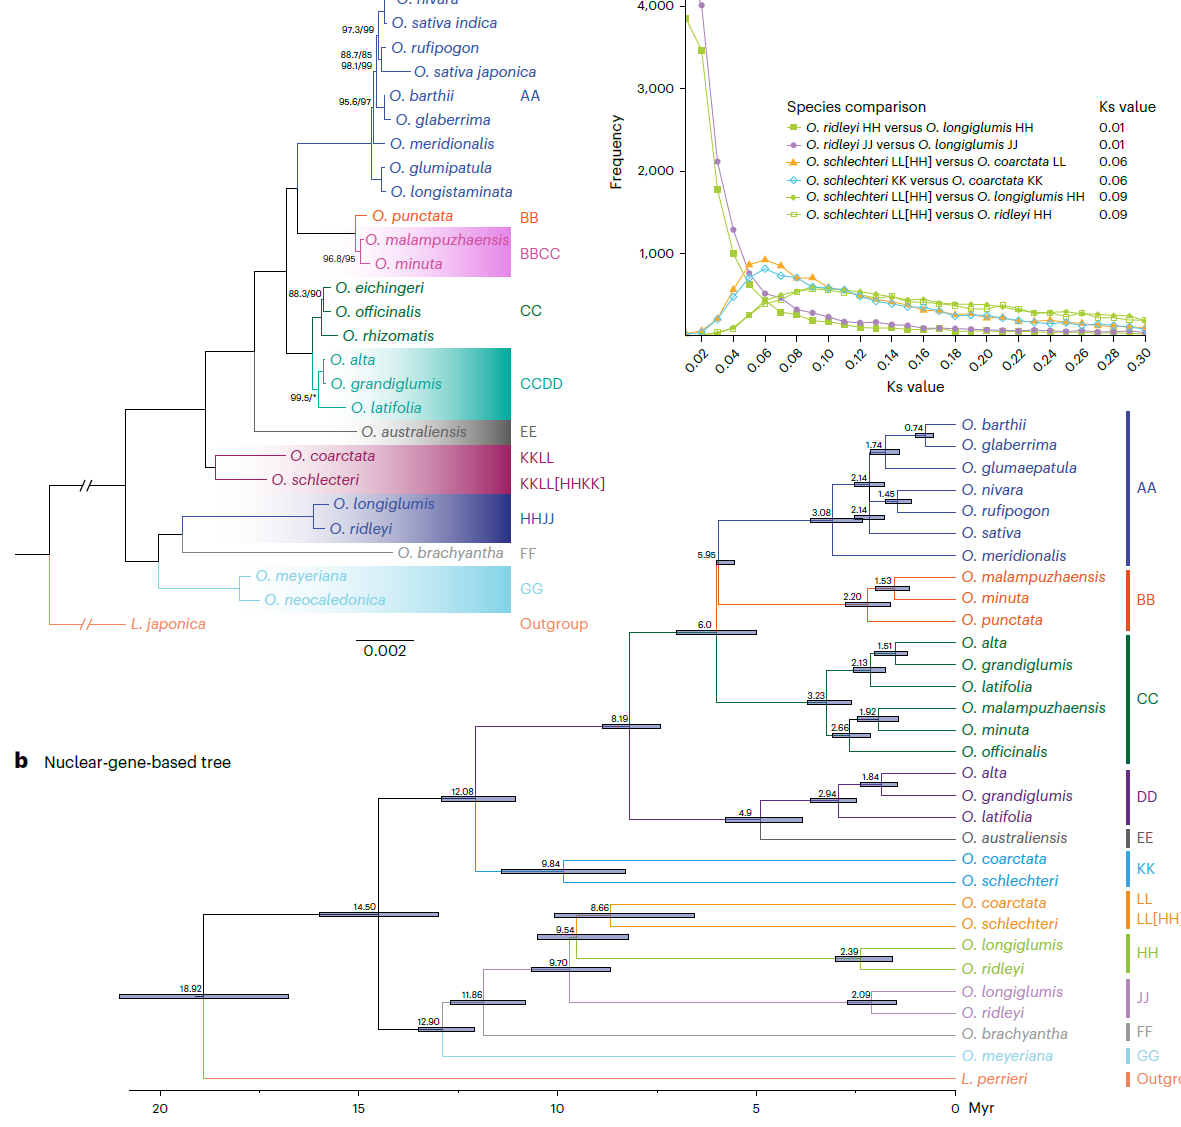 O. nivara
O. sativa indica
97.3/99
O. rufipogon
88.7/85
98.1/99
O. sativa japonica
O. barthii
AA
95.6/97
O. glaberrima
O. meridionalis
O. glumipatula
O. longistaminata
O. punctata
BB
O. malampuzhaensis
BBCC
96.8/95
O. minuta
O. eichingeri
88.3/90
O. officinalis
CC
O. rhizomatis
O. alta
O. grandiglumis
CCDD
99.5/*
O. latifolia
O. australiensis
EE
O. coarctata
KKLL
O. schlecteri
KKLL[HHKK]
O. longiglumis
HHJJ
O. ridleyi
O. brachyantha
FF
O. meyeriana
GG
O. neocaledonica
L. japonica
Outgroup
0.002
4,000
3,000
2,000
1,000
Frequency
Species comparison Ks value
O. ridleyi HH versus O. longiglumis HH 0.01
O. ridleyi JJ versus O. longiglumis JJ 0.01
O. schlechteri LL[HH] versus O. coarctata LL 0.06
O. schlechteri KK versus O. coarctata KK 0.06
O. schlechteri LL[HH] versus O. longiglumis HH 0.09
O. schlechteri LL[HH] versus O. ridleyi HH 0.09
0.02 0.04 0.06 0.08 0.10 0.12 0.14 0.16 0.18 0.20 0.22 0.24 0.26 0.28 0.30
Ks value
b Nuclear-gene-based tree
O. barthii
0.74
O. glaberrima
1.74
O. glumaepatula
2.14
AA
O. nivara
1.45
O. rufipogon
3.08
2.14
O. sativa
O. meridionalis
5.95
O. malampuzhaensis
1.53
O. minuta
BB
2.20
O. punctata
6.0
O. alta
1.51
O. grandiglumis
2.13
O. latifolia
3.23
CC
O. malampuzhaensis
1.92
8.19
O. minuta
2.66
O. officinalis
O. alta
1.84
O. grandiglumis
DD
12.08
2.94
O. latifolia
4.9
O. australiensis
EE
O. coarctata
9.84
KK
O. schlechteri
O. coarctata
LL
14.50
8.66
O. schlechteri
LL[HH
9.54
O. longiglumis
2.39
HH
9.70
O. ridleyi
18.92
O. longiglumis
11.86
2.09
JJ
O. ridleyi
12.90
O. brachyantha
FF
O. meyeriana
GG
L. perrieri
Outgro
20 15 10 5 0 Myr